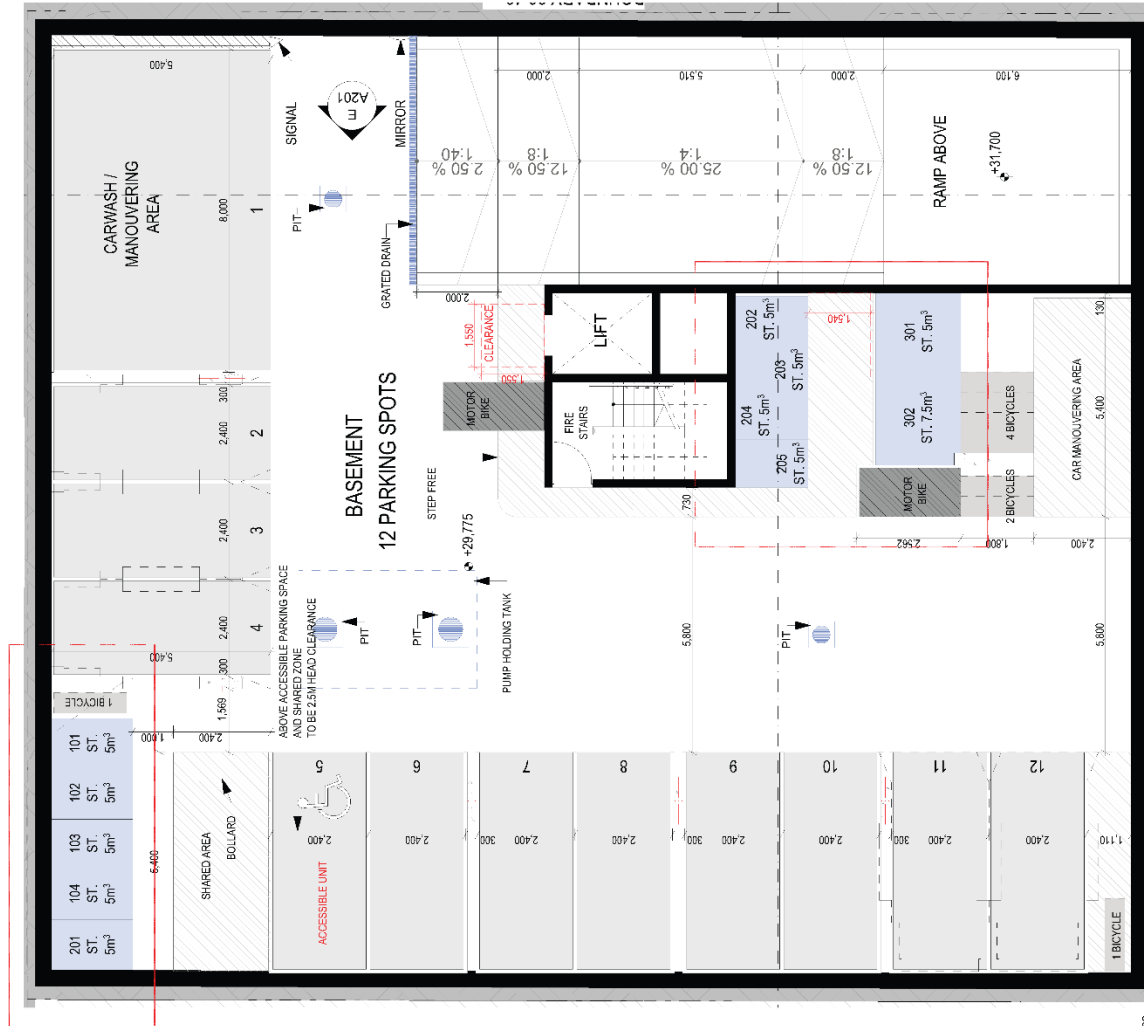 BOUNDARY
5,400
SIGNAL
E
A201
MIRROR
2,000
5,510
2,000
6,100
CARWASH /
MANOUVERING
AREA
8,000
1
PIT
GRATED DRAIN
2.50 %
1:40
12.50 %
1:8
25.00 %
1:4
12.50 %
1:8
RAMP ABOVE
+31,700
2,000
1,550
CLEARANCE
1,550
LIFT
202
ST. 5m³
203
ST. 5m³
204
ST. 5m³
205
ST. 5m³
1,540
301
ST. 5m³
302
ST. 7.5m³
130
300
2,400
2
BASEMENT
12 PARKING SPOTS
MOTOR
BIKE
FIRE
STAIRS
4 BICYCLES
CAR MANOUVERING AREA
5,400
2,400
3
STEP FREE
730
MOTOR
BIKE
2 BICYCLES
2,562
1,800
2,400
+29,775
ABOVE ACCESSIBLE PARKING SPACE
AND SHARED ZONE
TO BE 2.5M HEAD CLEARANCE
2,400
4
5,400
300
PIT
PIT
PUMP HOLDING TANK
5,800
PIT
5,800
1 BICYCLE
1,569
1,000
2,400
101
ST.
5m³
102
ST.
5m³
103
ST.
5m³
104
ST.
5m³
201
ST.
5m³
5,400
SHARED AREA
BOLLARD
5
2,400
ACCESSIBLE UNIT
6
2,400
7
300
2,400
8
2,400
9
300
2,400
10
2,400
11
300
2,400
12
2,400
1,110
1 BICYCLE